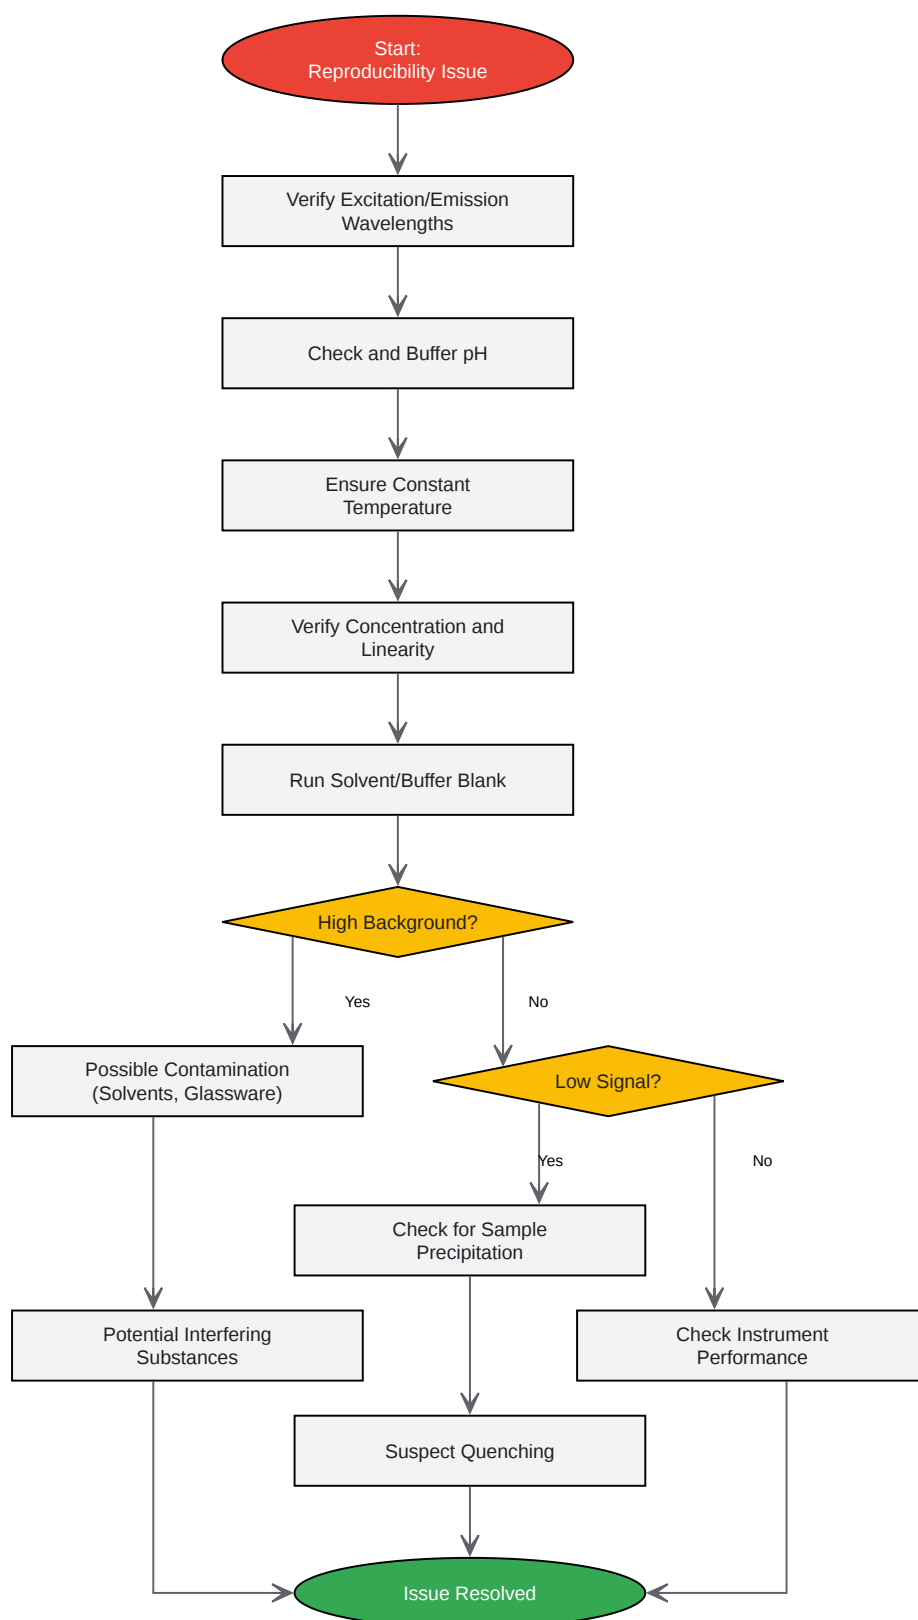 Start:
Reproducibility Issue
Verify Excitation/Emission
Wavelengths
Check and Buffer pH
Ensure Constant
Temperature
Verify Concentration and
Linearity
Run Solvent/Buffer Blank
High Background?
Yes
No
Possible Contamination
(Solvents, Glassware)
Low Signal?
Yes
No
Check for Sample
Precipitation
Potential Interfering
Substances
Check Instrument
Performance
Suspect Quenching
Issue Resolved